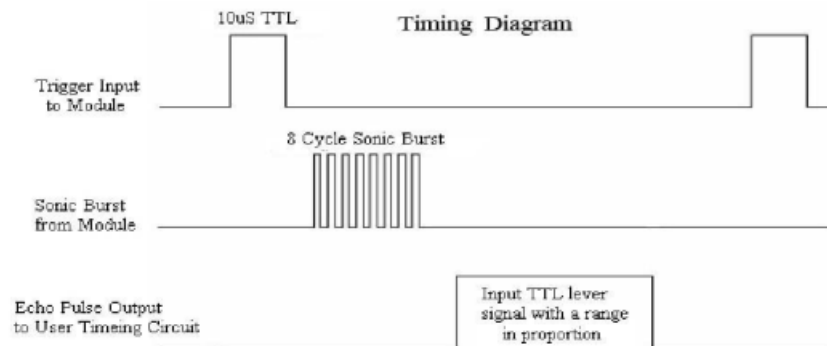 10uS TTL
Timing Diagram
Trigger Input
to Module
8 Cycle Sonic Burst
Sonic Burst
from Module
Echo Pulse Output
to User Timeing Circuit
Input TTL lever
signal with a range
in proportion